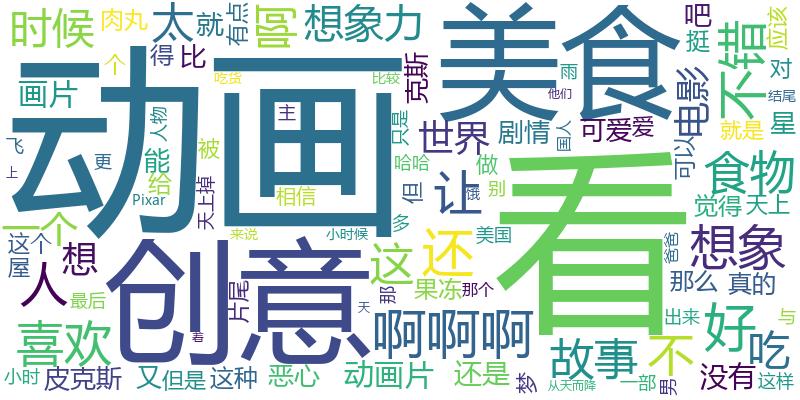 时候
肉丸
太
就
有点
啊
想象力
个
得
比
动画
画片
吃货
克斯
比较
美食
他们
吧
挺
电影
不错
应该
对
结尾
星
就是
雨
可爱
爱
国人
剧情
世界
只是
主
飞
上
人物
能
更
给
被
Pixar
天上掉
相信
哈哈
但
做
让
俄
别
可以
食物
觉得
天上
看
一个
这个
屋
人
想
最后
来说
小时候
多
这
还
美国
爸爸
想象
那么
真的
创意
片尾
那
果冻
那个
天
着
啊啊啊
出来
好
与
喜欢
故事
不
吃
小时
皮克斯
又
但是
这种
恶心
动画片
还是
梦
从天而降
一部
男
没有
这样